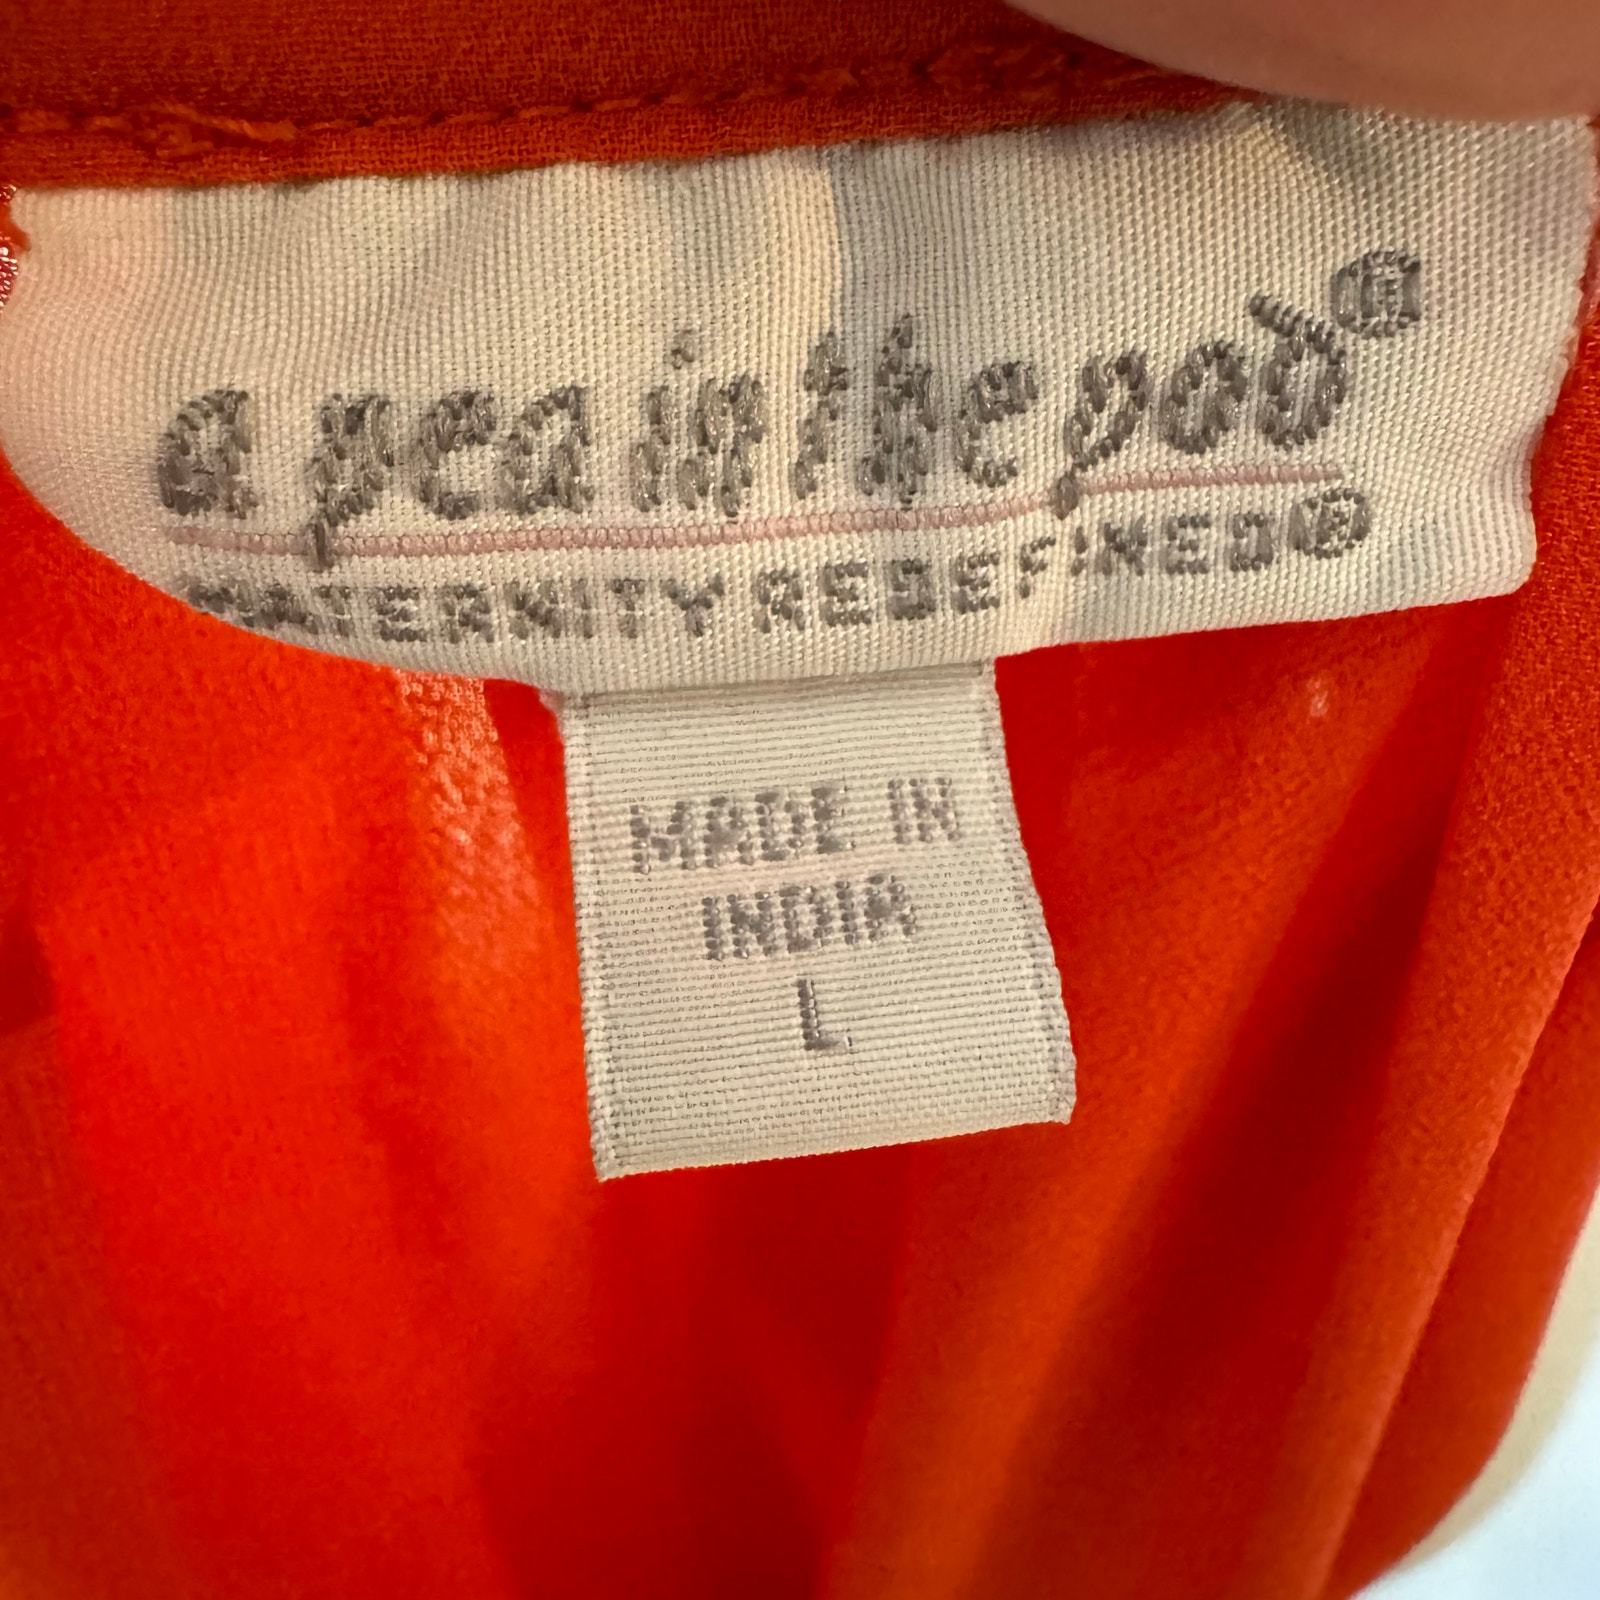 a pea in the pod®
MATERNITY REDEFINED®
MADE IN
INDIA
L